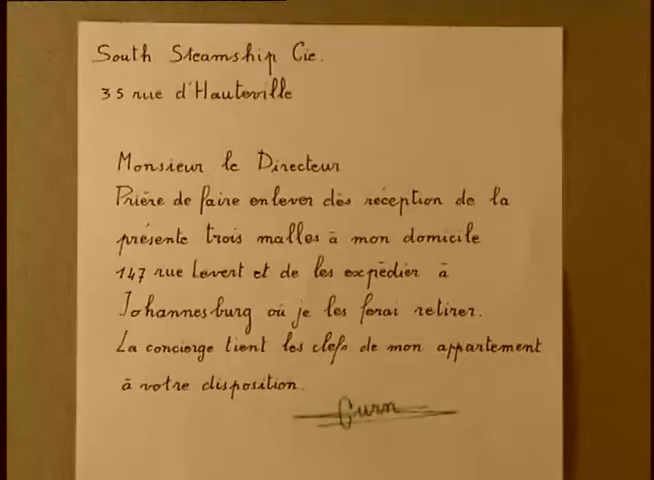 South Steamship Cie.
35 rue d'Hauteville
Monsieur le Directeur
Prière de faire enlever dès réception de la
présente trois malles à mon domicile
147 rue Levert et de les expédier à
Johannesburg où je les ferai retirer.
La concierge tient les clefs de mon appartement
à votre disposition.
Gurn